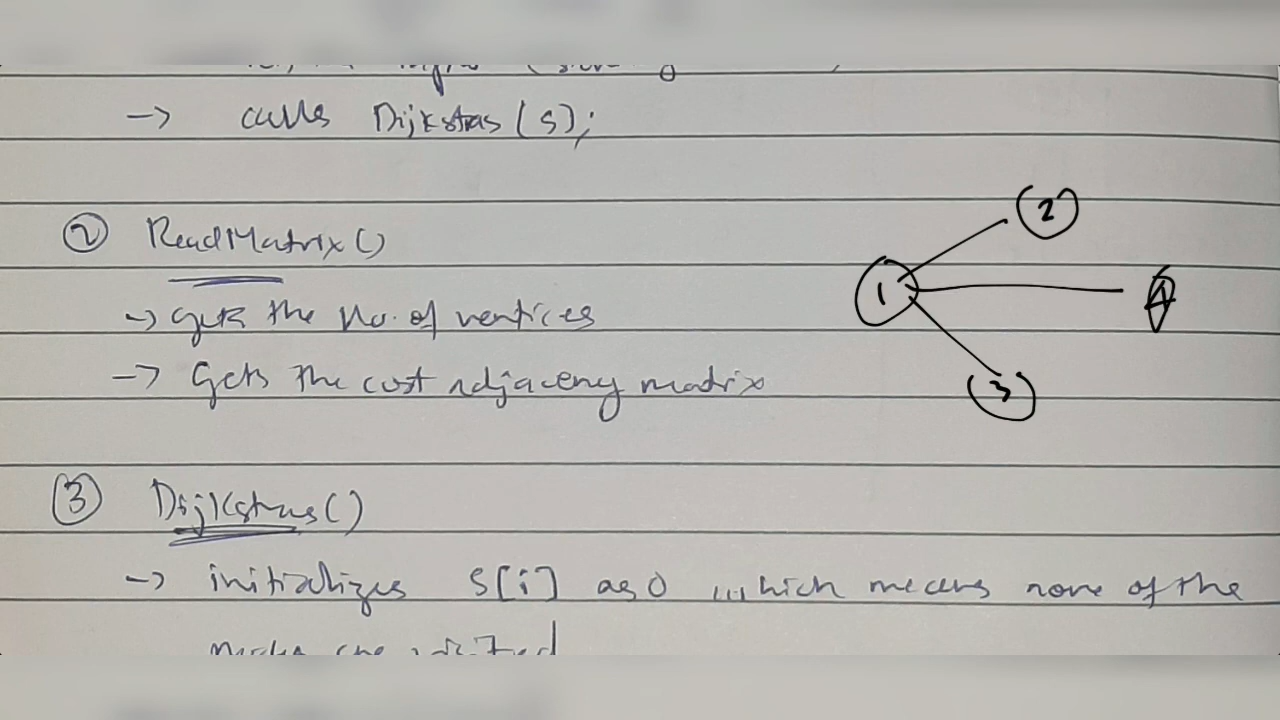 -> calls Dijkstras(S);
② ReadMatrix()
-> gets the No. of vertices
-> Gets the cost adjaceny matrix
③ Dijkstras()
-> initializes S[i] as 0 which means none of the
2
1
4
3